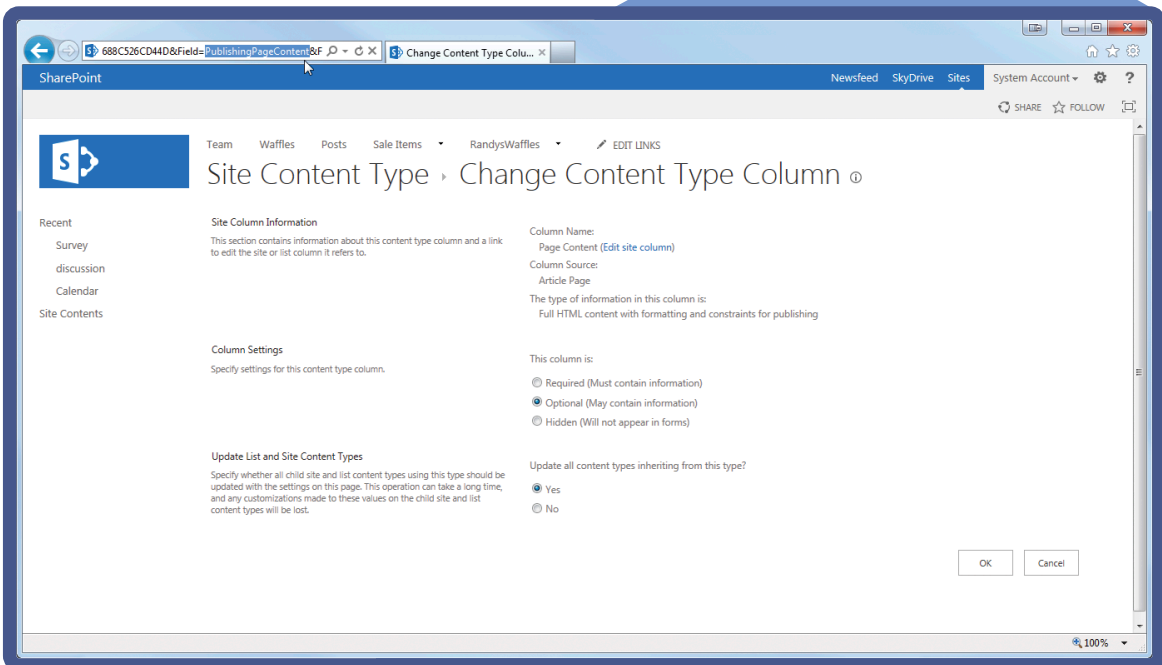 688C526CD44D&Field=PublishingPageContent&F
Change Content Type Colu...
SharePoint
Newsfeed SkyDrive Sites System Account ?
SHARE FOLLOW
Team Waffles Posts Sale Items RandysWaffles EDIT LINKS
S
Site Content Type Change Content Type Column
Recent
Survey
discussion
Calendar
Site Contents
Site Column Information
This section contains information about this content type column and a link
to edit the site or list column it refers to.
Column Name:
Page Content (Edit site column)
Column Source:
Article Page
The type of information in this column is:
Full HTML content with formatting and constraints for publishing
Column Settings
Specify settings for this content type column.
This column is:
Required (Must contain information)
Optional (May contain information)
Hidden (Will not appear in forms)
Update List and Site Content Types
Specify whether all child site and list content types using this type should be
updated with the settings on this page. This operation can take a long time,
and any customizations made to these values on the child site and list
content types will be lost.
Update all content types inheriting from this type?
Yes
No
OK Cancel
100%